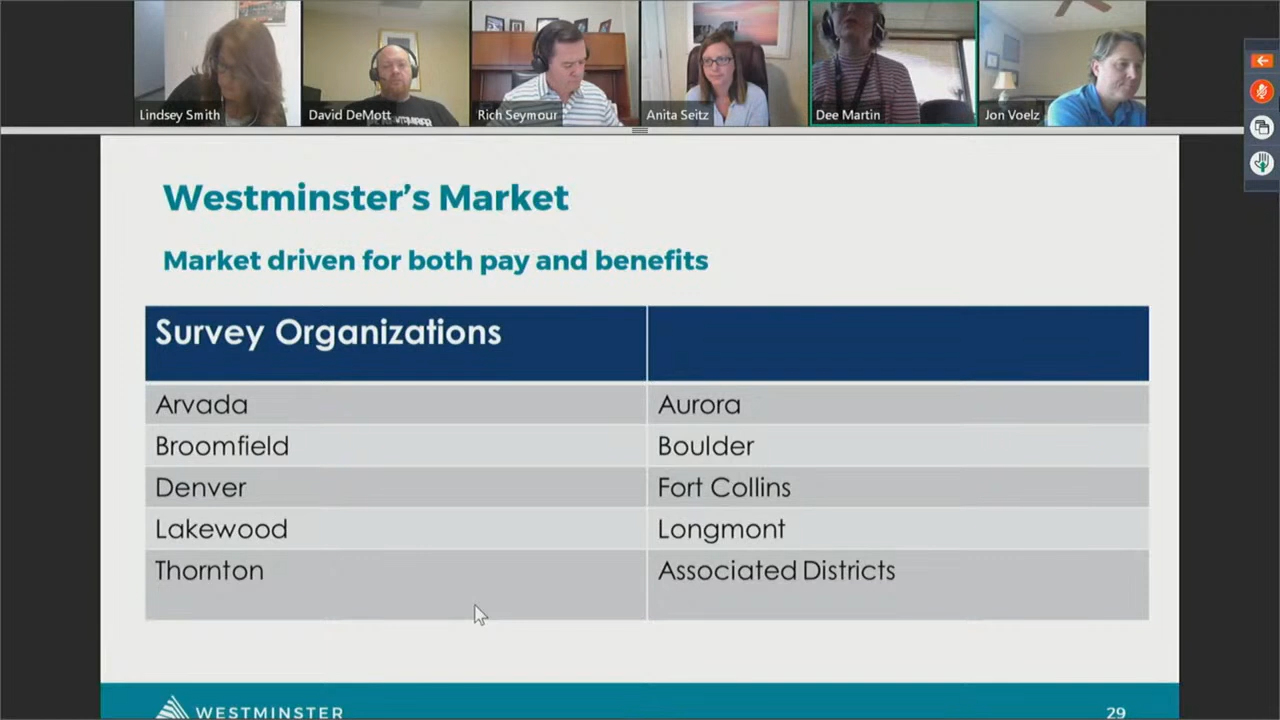 Lindsey Smith
David DeMott
Rich Seymour
Anita Seitz
Dee Martin
Jon Voelz
Westminster’s Market
Market driven for both pay and benefits
Survey Organizations
Arvada Aurora
Broomfield Boulder
Denver Fort Collins
Lakewood Longmont
Thornton Associated Districts
WESTMINSTER
29